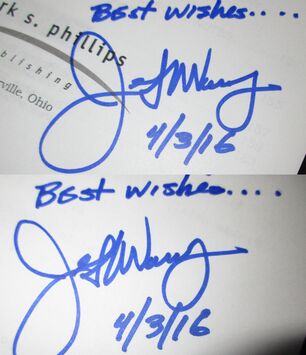 Best wishes....
rk s. phillips
blishing
ville, Ohio
4/3/16
Best wishes....
4/3/16